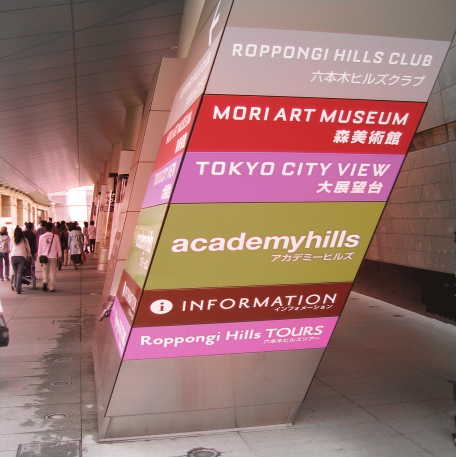 ROPPONGI HILLS CLUB
六本木ヒルズクラブ
MORI ART MUSEUM
森美術館
TOKYO CITY VIEW
大展望台
academyhills
アカデミーヒルズ
i INFORMATION
インフォメーション
Roppongi Hills TOURS
六本木ヒルズツアー